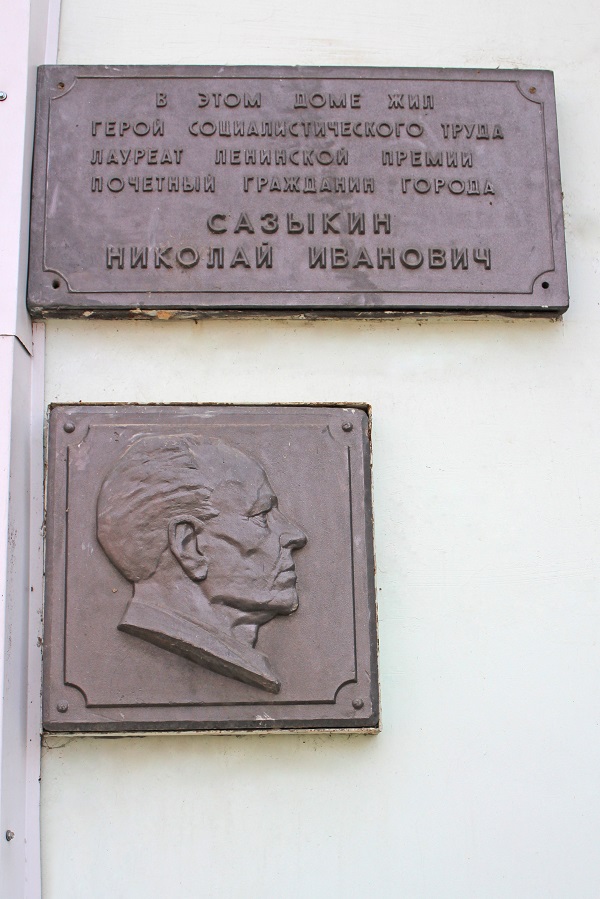 В ЭТОМ ДОМЕ ЖИЛ
ГЕРОЙ СОЦИАЛИСТИЧЕСКОГО ТРУДА
ЛАУРЕАТ ЛЕНИНСКОЙ ПРЕМИИ
ПОЧЕТНЫЙ ГРАЖДАНИН ГОРОДА
САЗЫКИН
НИКОЛАЙ ИВАНОВИЧ